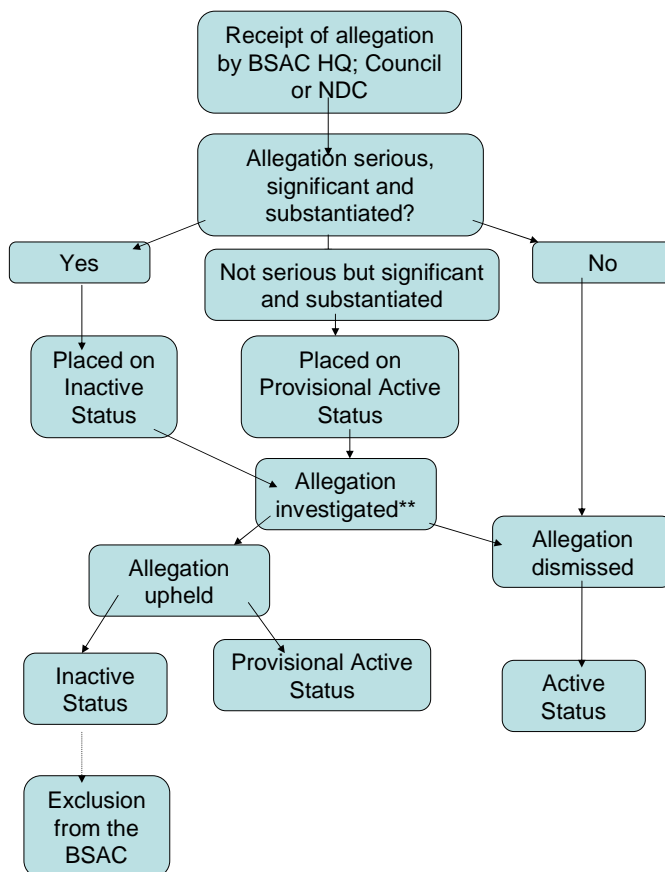 Receipt of allegation
by BSAC HQ; Council
or NDC
Allegation serious,
significant and
substantiated?
Yes
Not serious but significant
and substantiated
No
Placed on
Inactive
Status
Placed on
Provisional Active
Status
Allegation
investigated**
Allegation
dismissed
Allegation
upheld
Inactive
Status
Provisional Active
Status
Active
Status
Exclusion
from the
BSAC